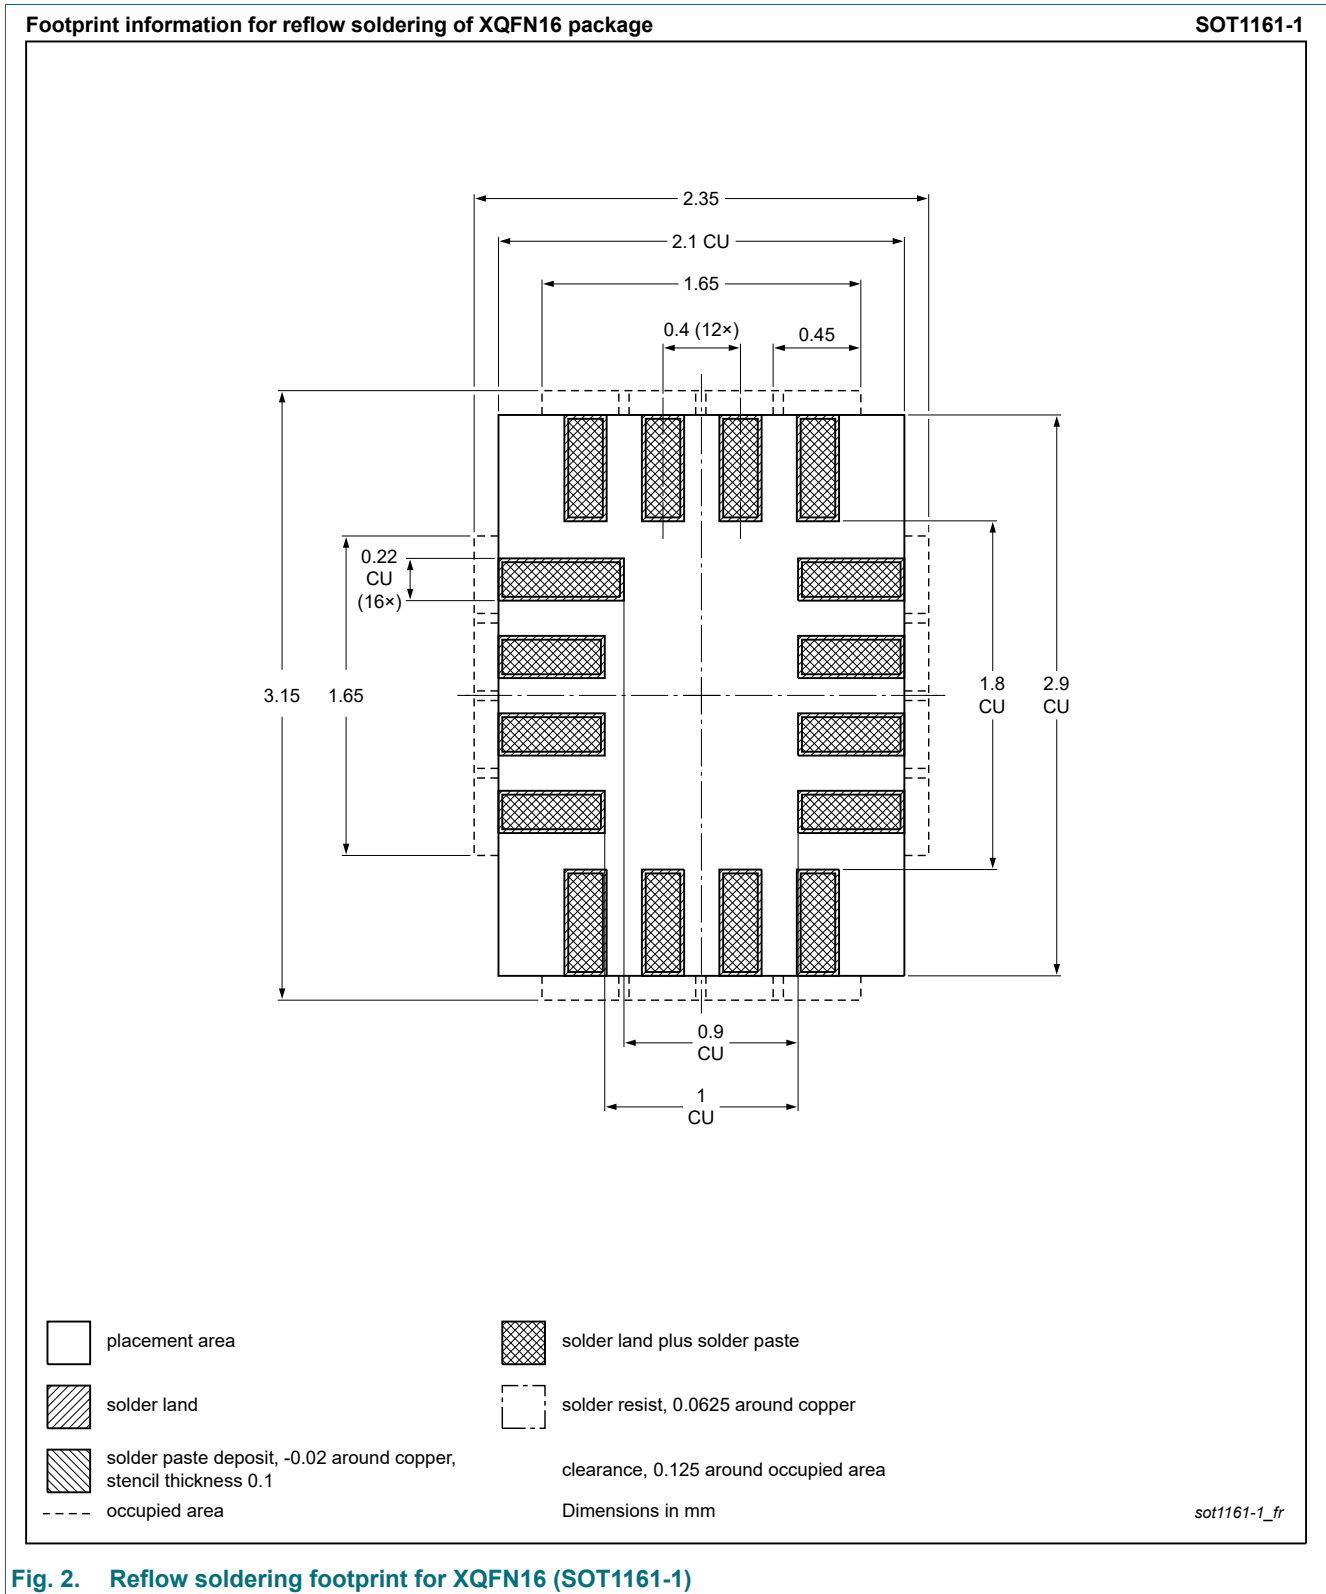 Footprint information for reflow soldering of XQFN16 package SOT1161-1
2.35
2.1 CU
1.65
0.4 (12×)
0.45
0.22
CU
(16×)
3.15
1.65
1.8
CU
2.9
CU
0.9
CU
1
CU
placement area
solder land plus solder paste
solder land
solder resist, 0.0625 around copper
solder paste deposit, -0.02 around copper,
stencil thickness 0.1
clearance, 0.125 around occupied area
occupied area
Dimensions in mm
sot1161-1_fr
Fig. 2. Reflow soldering footprint for XQFN16 (SOT1161-1)